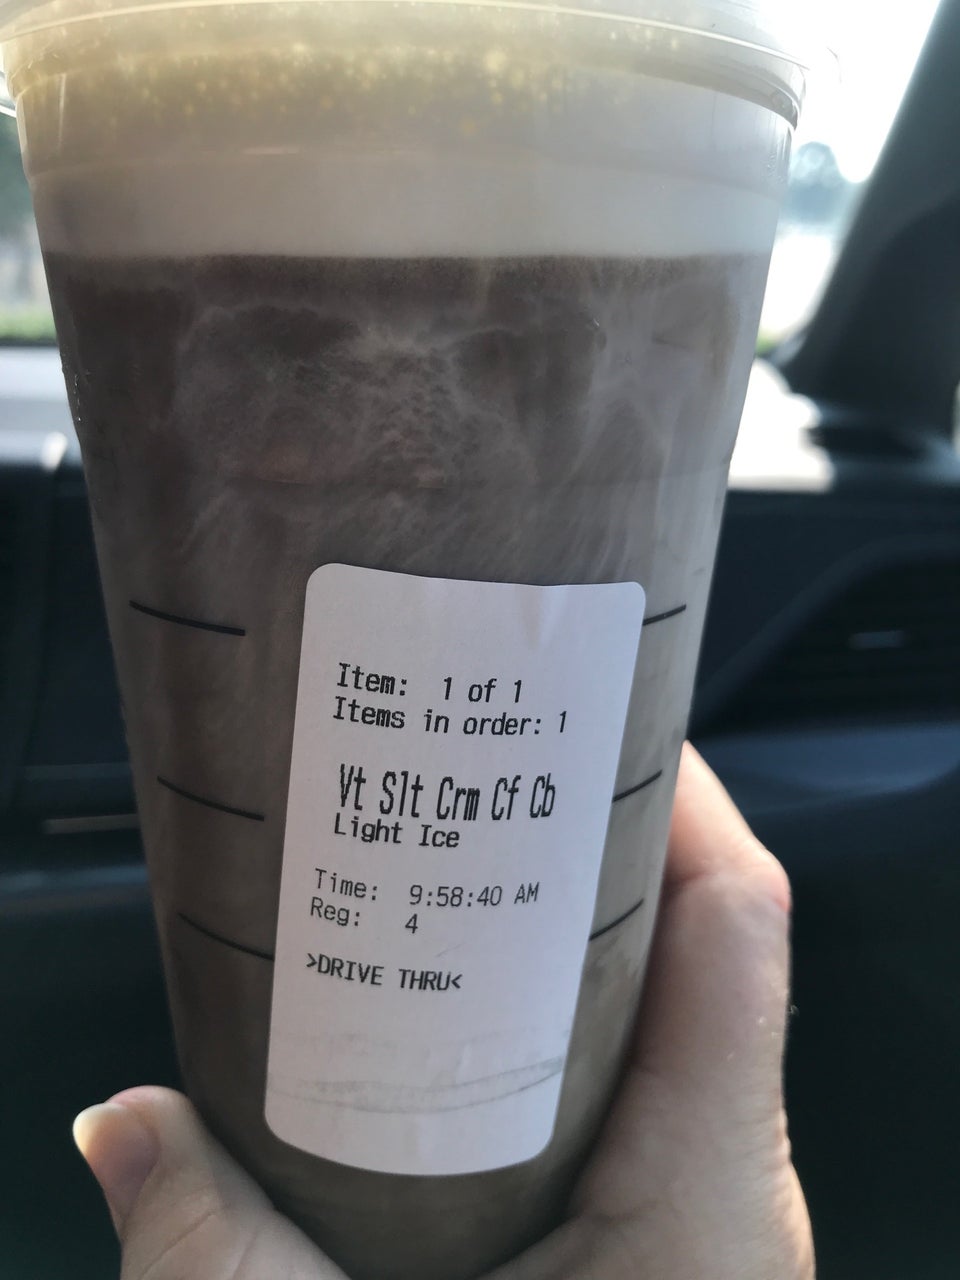 Item: 1 of 1
Items in order: 1
Vt Slt Crm Cf Cb
Light Ice
Time: 9:58:40 AM
Reg: 4
>DRIVE THRU<